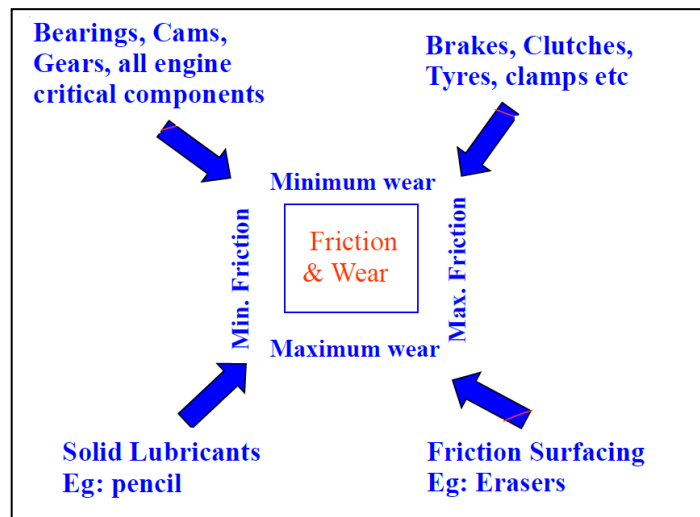 Bearings, Cams,
Gears, all engine
critical components
Brakes, Clutches,
Tyres, clamps etc
Minimum wear
Min. Friction
Friction
& Wear
Max. Friction
Maximum wear
Solid Lubricants
Eg: pencil
Friction Surfacing
Eg: Erasers